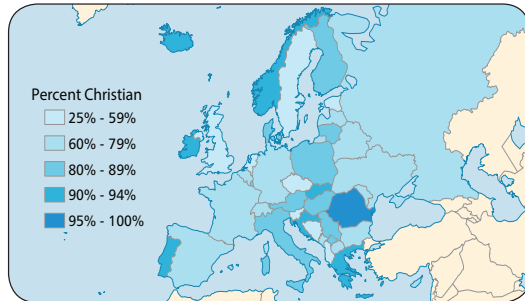 Percent Christian
25% - 59%
60% - 79%
80% - 89%
90% - 94%
95% - 100%